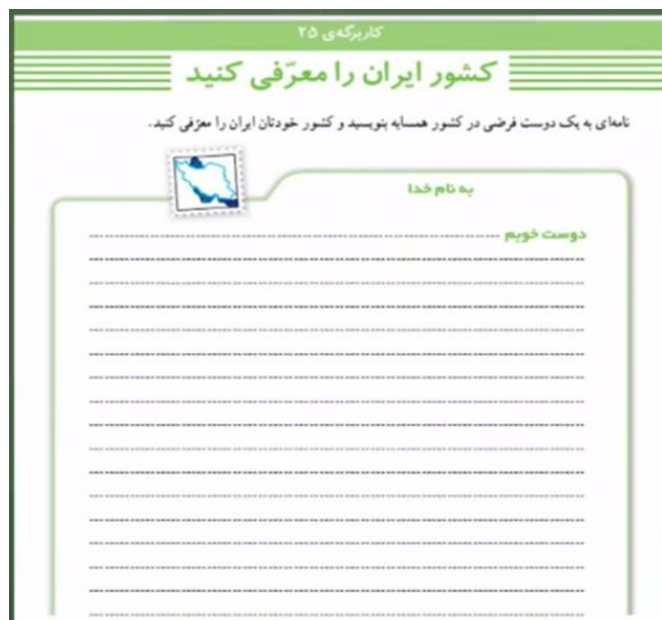 کاربرگه‌ی ۲۵
کشور ایران را معرّفی کنید
نامه‌ای به یک دوست فرضی در کشور همسایه بنویسید و کشور خودتان ایران را معرّفی کنید.
به نام خدا
دوست خوبم